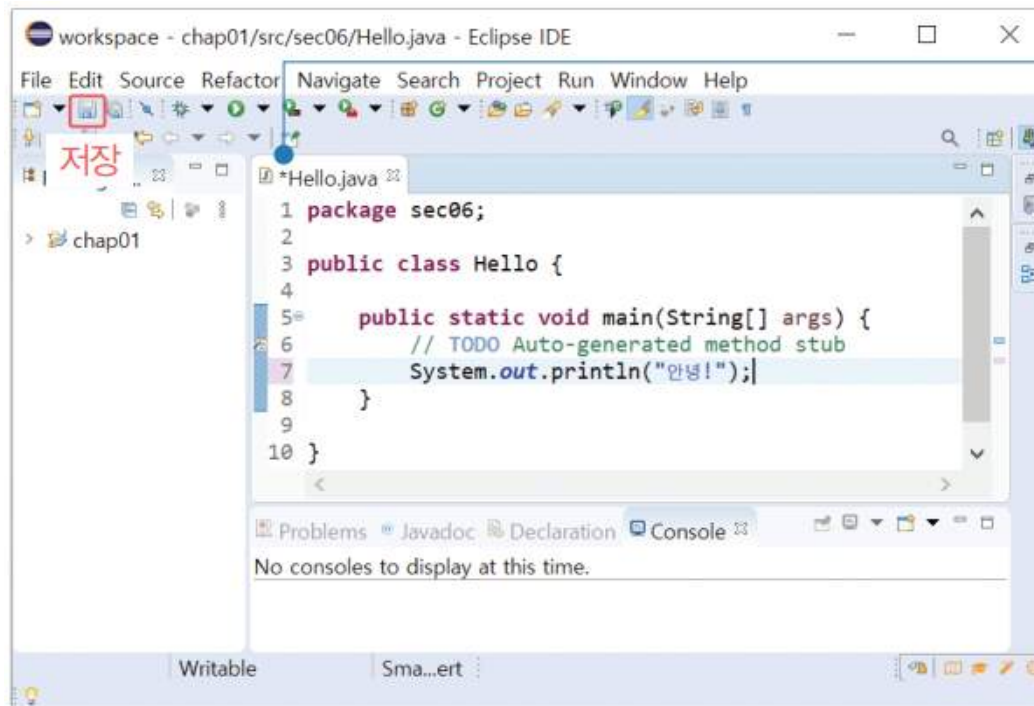 workspace - chap01/src/sec06/Hello.java - Eclipse IDE
File Edit Source Refactor Navigate Search Project Run Window Help
저장
*Hello.java
chap01
1 package sec06;
2
3 public class Hello {
4
5 public static void main(String[] args) {
6 // TODO Auto-generated method stub
7 System.out.println("안녕!");
8 }
9
10 }
Problems Javadoc Declaration Console
No consoles to display at this time.
Writable Sma...ert